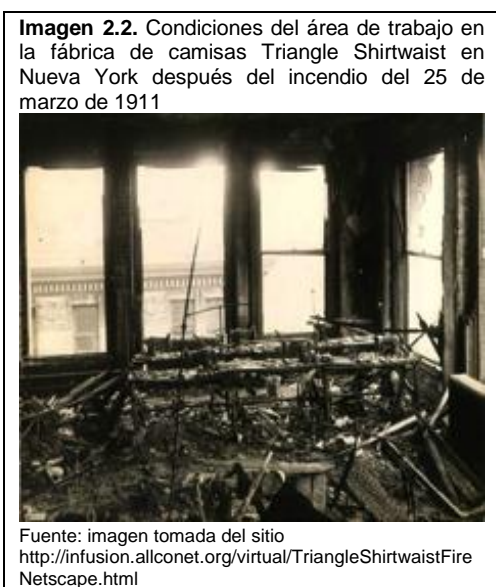 Imagen 2.2. Condiciones del área de trabajo en
la fábrica de camisas Triangle Shirtwaist en
Nueva York después del incendio del 25 de
marzo de 1911
Fuente: imagen tomada del sitio
http://infusion.allconet.org/virtual/TriangleShirtwaistFire
Netscape.html